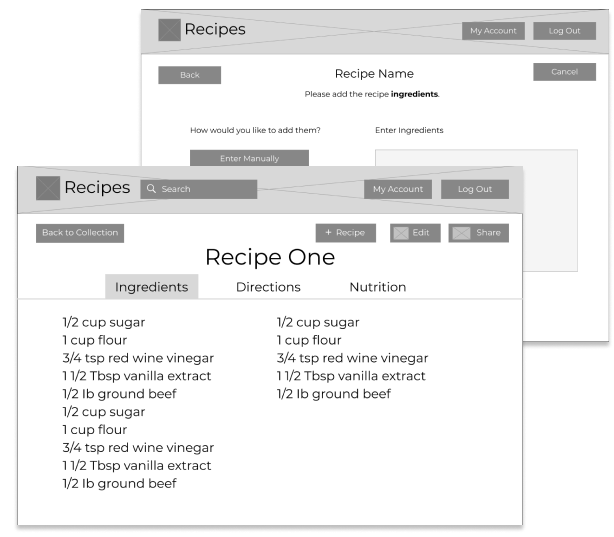 Recipes
My Account
Log Out
Back
Recipe Name
Cancel
Please add the recipe ingredients.
How would you like to add them?
Enter Ingredients
Enter Manually
Recipes
Search
My Account
Log Out
Back to Collection
+ Recipe
Edit
Share
Recipe One
Ingredients
Directions
Nutrition
1/2 cup sugar
1 cup flour
3/4 tsp red wine vinegar
1 1/2 Tbsp vanilla extract
1/2 lb ground beef
1/2 cup sugar
1 cup flour
3/4 tsp red wine vinegar
1 1/2 Tbsp vanilla extract
1/2 lb ground beef
1/2 cup sugar
1 cup flour
3/4 tsp red wine vinegar
1 1/2 Tbsp vanilla extract
1/2 lb ground beef